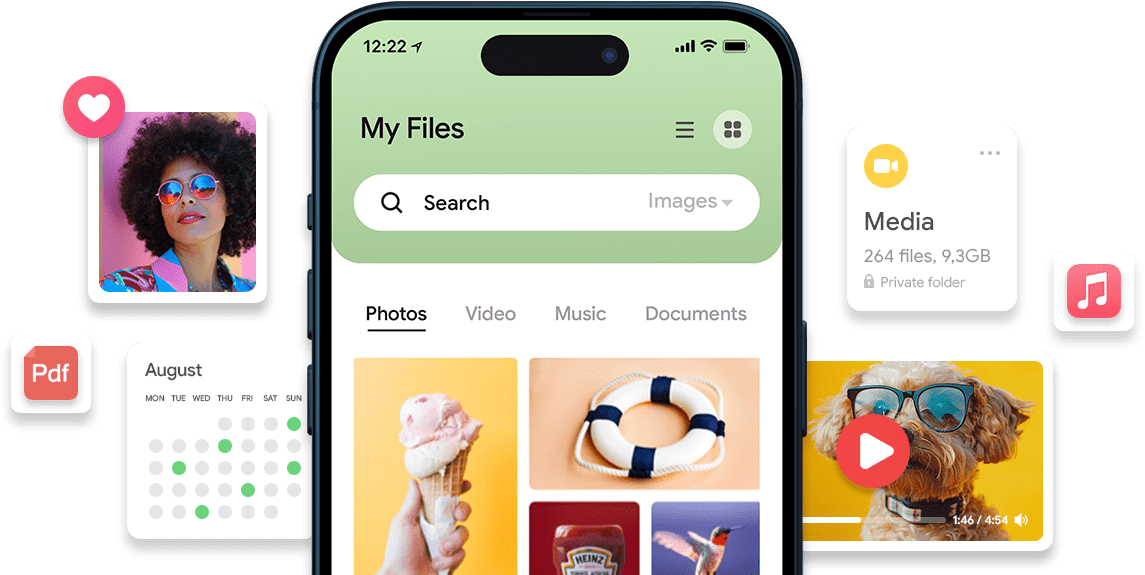 12:22
My Files
Search
Images
Photos Video Music Documents
HEINZ
Pdf
August
MON TUE WED THU FRI SAT SUN
Media
264 files, 9,3GB
Private folder
1:46 / 4:54